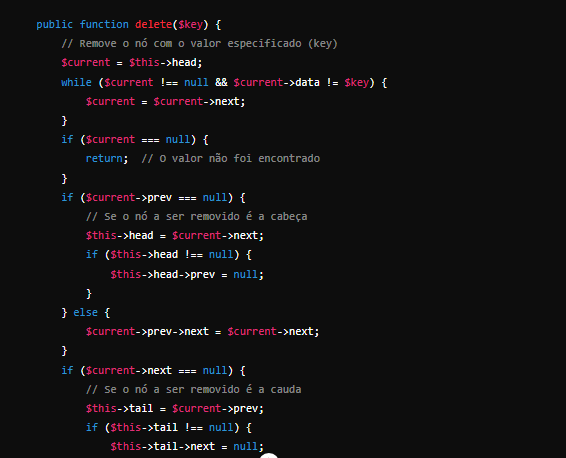 public function delete($key) {
// Remove o nó com o valor especificado (key)
$current = $this->head;
while ($current !== null && $current->data != $key) {
$current = $current->next;
}
if ($current === null) {
return;  // O valor não foi encontrado
}
if ($current->prev === null) {
// Se o nó a ser removido é a cabeça
$this->head = $current->next;
if ($this->head !== null) {
$this->head->prev = null;
}
} else {
$current->prev->next = $current->next;
}
if ($current->next === null) {
// Se o nó a ser removido é a cauda
$this->tail = $current->prev;
if ($this->tail !== null) {
$this->tail->next = null;